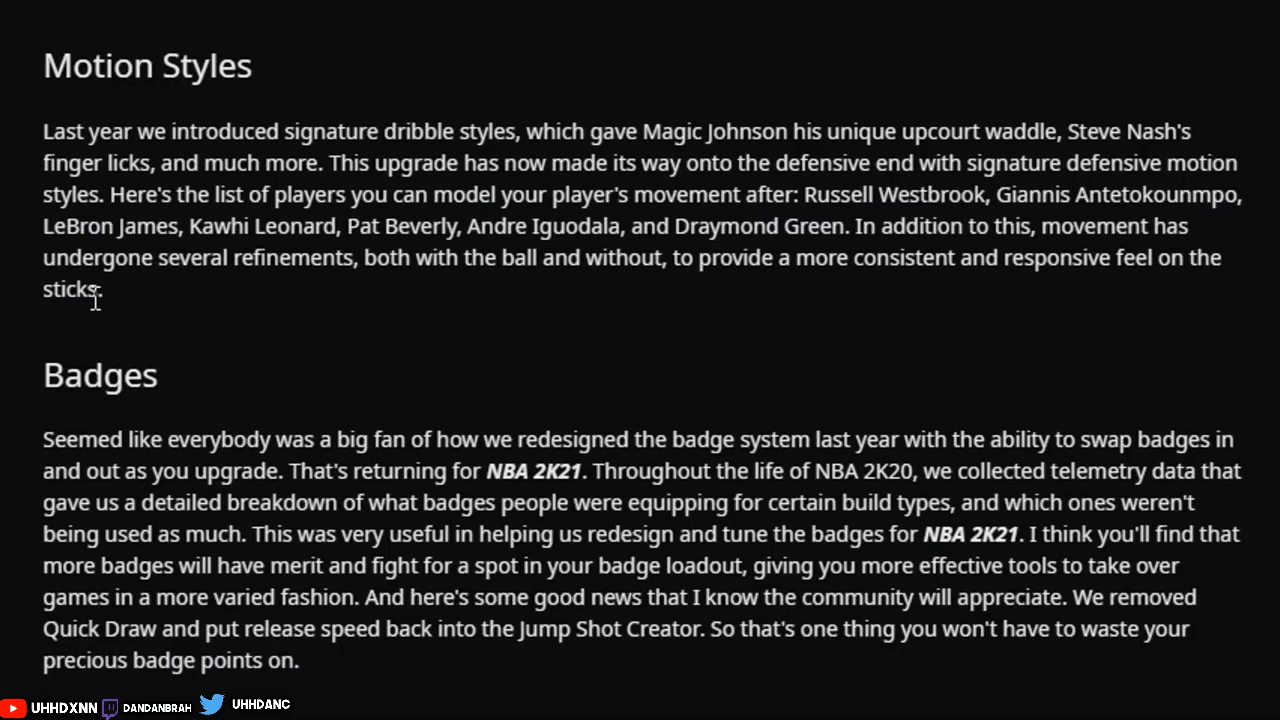 Motion Styles
Last year we introduced signature dribble styles, which gave Magic Johnson his unique upcourt waddle, Steve Nash's
finger licks, and much more. This upgrade has now made its way onto the defensive end with signature defensive motion
styles. Here's the list of players you can model your player's movement after: Russell Westbrook, Giannis Antetokounmpo,
LeBron James, Kawhi Leonard, Pat Beverly, Andre Iguodala, and Draymond Green. In addition to this, movement has
undergone several refinements, both with the ball and without, to provide a more consistent and responsive feel on the
sticks.
Badges
Seemed like everybody was a big fan of how we redesigned the badge system last year with the ability to swap badges in
and out as you upgrade. That's returning for NBA 2K21. Throughout the life of NBA 2K20, we collected telemetry data that
gave us a detailed breakdown of what badges people were equipping for certain build types, and which ones weren't
being used as much. This was very useful in helping us redesign and tune the badges for NBA 2K21. I think you'll find that
more badges will have merit and fight for a spot in your badge loadout, giving you more effective tools to take over
games in a more varied fashion. And here's some good news that I know the community will appreciate. We removed
Quick Draw and put release speed back into the Jump Shot Creator. So that's one thing you won't have to waste your
precious badge points on.
UHHDXNN DANDANBRAH UHHDANC